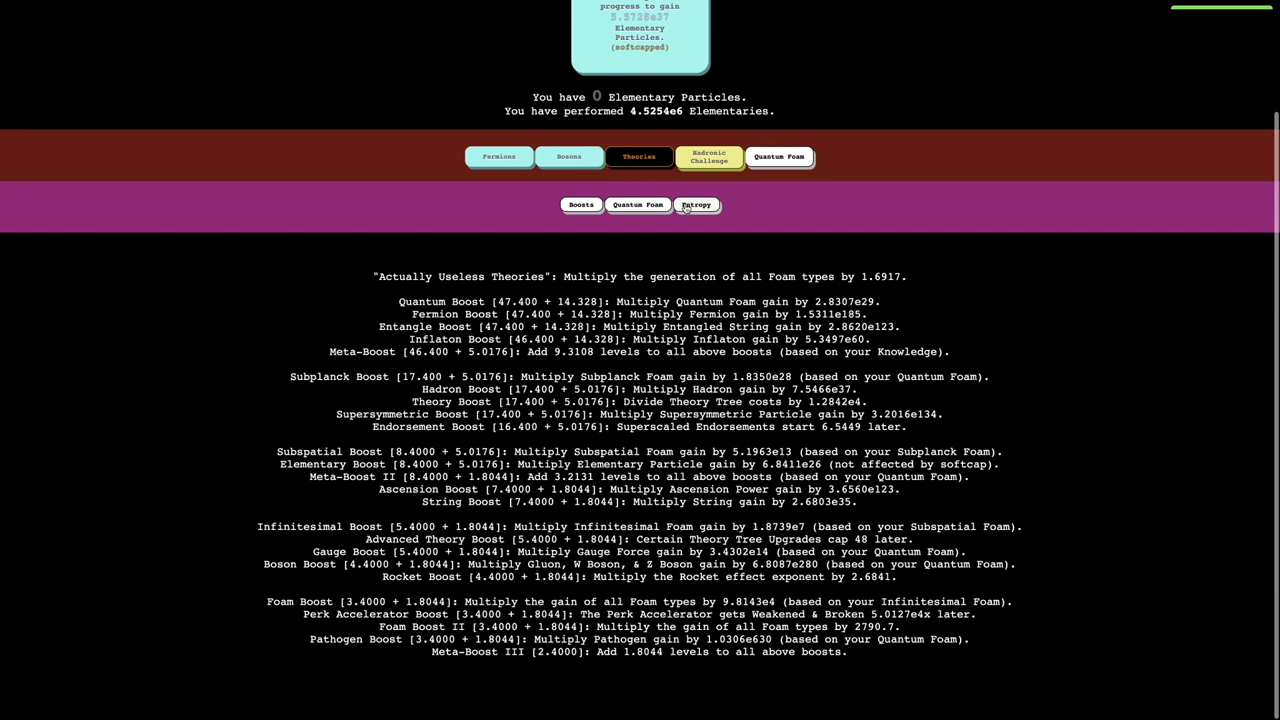 progress to gain
5.5728e37
Elementary
Particles.
(softcapped)
You have 0 Elementary Particles.
You have performed 4.5254e6 Elementaries.
Fermions
Bosons
Theories
Hadronic
Challenge
Quantum Foam
Boosts
Quantum Foam
Entropy
"Actually Useless Theories": Multiply the generation of all Foam types by 1.6917.
Quantum Boost [47.400 + 14.328]: Multiply Quantum Foam gain by 2.8307e29.
Fermion Boost [47.400 + 14.328]: Multiply Fermion gain by 1.5311e185.
Entangle Boost [47.400 + 14.328]: Multiply Entangled String gain by 2.8620e123.
Inflaton Boost [46.400 + 14.328]: Multiply Inflaton gain by 5.3497e60.
Meta-Boost [46.400 + 5.0176]: Add 9.3108 levels to all above boosts (based on your Knowledge).
Subplanck Boost [17.400 + 5.0176]: Multiply Subplanck Foam gain by 1.8350e28 (based on your Quantum Foam).
Hadron Boost [17.400 + 5.0176]: Multiply Hadron gain by 7.5466e37.
Theory Boost [17.400 + 5.0176]: Divide Theory Tree costs by 1.2842e4.
Supersymmetric Boost [17.400 + 5.0176]: Multiply Supersymmetric Particle gain by 3.2016e134.
Endorsement Boost [16.400 + 5.0176]: Superscaled Endorsements start 6.5449 later.
Subspatial Boost [8.4000 + 5.0176]: Multiply Subspatial Foam gain by 5.1963e13 (based on your Subplanck Foam).
Elementary Boost [8.4000 + 5.0176]: Multiply Elementary Particle gain by 6.8411e26 (not affected by softcap).
Meta-Boost II [8.4000 + 5.0176]: Add 3.2131 levels to all above boosts (based on your Quantum Foam).
Ascension Boost [7.4000 + 1.8044]: Multiply Ascension Power gain by 3.6560e123.
String Boost [7.4000 + 1.8044]: Multiply String gain by 2.6803e35.
Infinitesimal Boost [5.4000 + 1.8044]: Multiply Infinitesimal Foam gain by 1.8739e7 (based on your Subspatial Foam).
Advanced Theory Boost [5.4000 + 1.8044]: Certain Theory Tree Upgrades cap 48 later.
Gauge Boost [5.4000 + 1.8044]: Multiply Gauge Force gain by 3.4302e14 (based on your Quantum Foam).
Boson Boost [4.4000 + 1.8044]: Multiply Gluon, W Boson, & Z Boson gain by 6.8087e280 (based on your Quantum Foam).
Rocket Boost [4.4000 + 1.8044]: Multiply the Rocket effect exponent by 2.6841.
Foam Boost [3.4000 + 1.8044]: Multiply the gain of all Foam types by 9.8143e4 (based on your Infinitesimal Foam).
Perk Accelerator Boost [3.4000 + 1.8044]: The Perk Accelerator gets Weakened & Broken 5.0127e4x later.
Foam Boost II [3.4000 + 1.8044]: Multiply the gain of all Foam types by 2790.7.
Pathogen Boost [3.4000 + 1.8044]: Multiply Pathogen gain by 1.0306e630 (based on your Quantum Foam).
Meta-Boost III [2.4000]: Add 1.8044 levels to all above boosts.